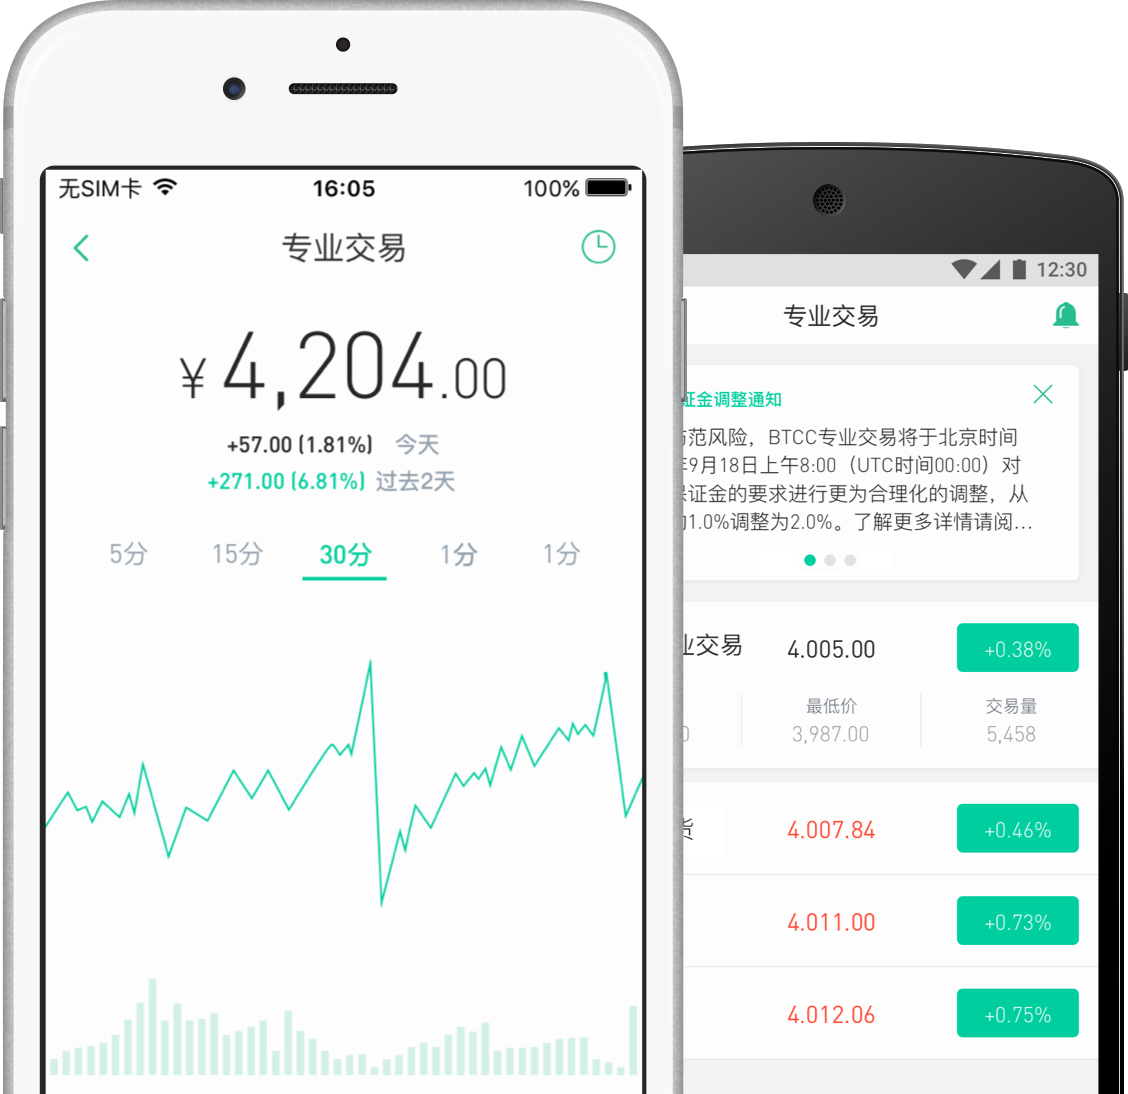 无SIM卡 16:05 100%
专业交易
¥4,204.00
+57.00 (1.81%) 今天
+271.00 (6.81%) 过去2天
5分 15分 30分 1分 1分
12:30
专业交易
证金调整通知
范风险，BTCC专业交易将于北京时间
9月18日上午8:00（UTC时间00:00）对
证金的要求进行更为合理化的调整，从
1.0%调整为2.0%。了解更多详情请阅...
业交易 4.005.00 +0.38%
最低价 交易量
0 3,987.00 5,458
货 4.007.84 +0.46%
4.011.00 +0.73%
4.012.06 +0.75%